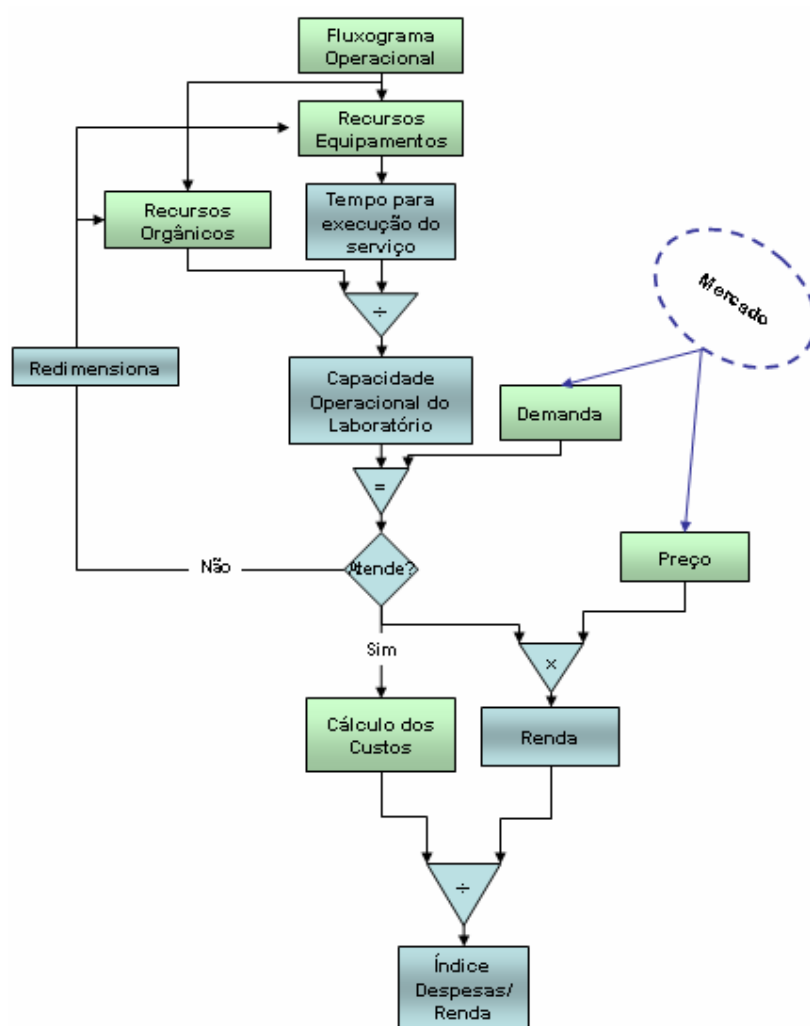 Fluxograma
Operacional
Recursos
Equipamentos
Recursos
Orgânicos
Tempo para
execução do
serviço
Mercado
÷
Redimensiona
Capacidade
Operacional do
Laboratório
Demanda
=
Preço
Não
Atende?
Sim
×
Cálculo dos
Custos
Renda
÷
Índice
Despesas/
Renda